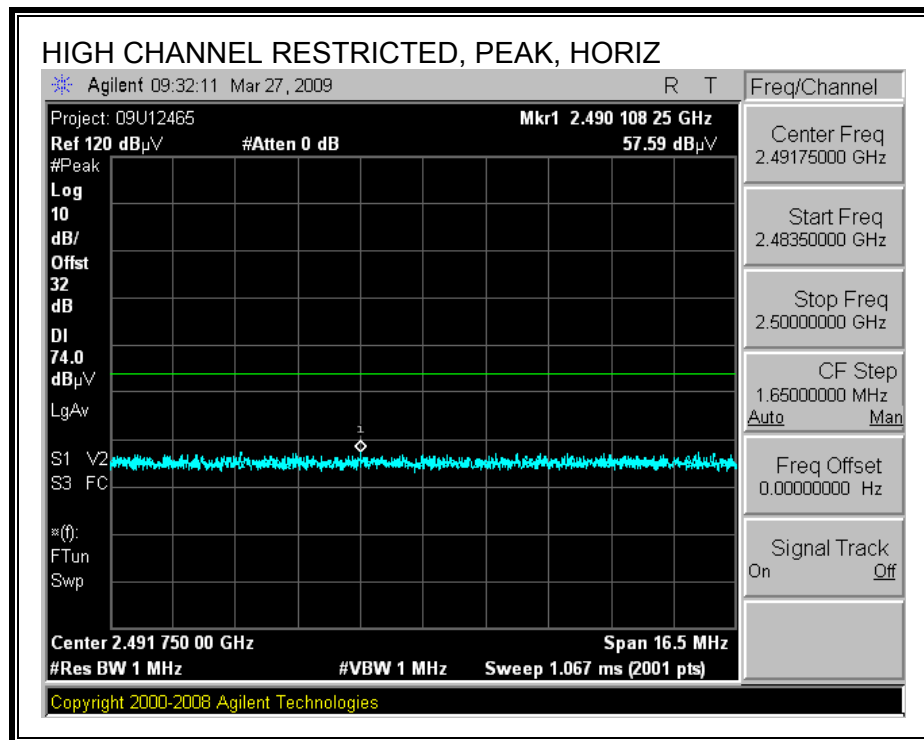 HIGH CHANNEL RESTRICTED, PEAK, HORIZ
Agilent 09:32:11 Mar 27, 2009 R T
Project: 09U12465 Mkr1 2.490 108 25 GHz
Ref 120 dBµV #Atten 0 dB 57.59 dBµV
#Peak
Log
10
dB/
Offst
32
dB
DI
74.0
dBµV
LgAv
1
S1 V2
S3 FC
¤(f):
FTun
Swp
Center 2.491 750 00 GHz Span 16.5 MHz
#Res BW 1 MHz #VBW 1 MHz Sweep 1.067 ms (2001 pts)
Copyright 2000-2008 Agilent Technologies
Freq/Channel
Center Freq
2.49175000 GHz
Start Freq
2.48350000 GHz
Stop Freq
2.50000000 GHz
CF Step
1.65000000 MHz
Auto Man
Freq Offset
0.00000000 Hz
Signal Track
On Off